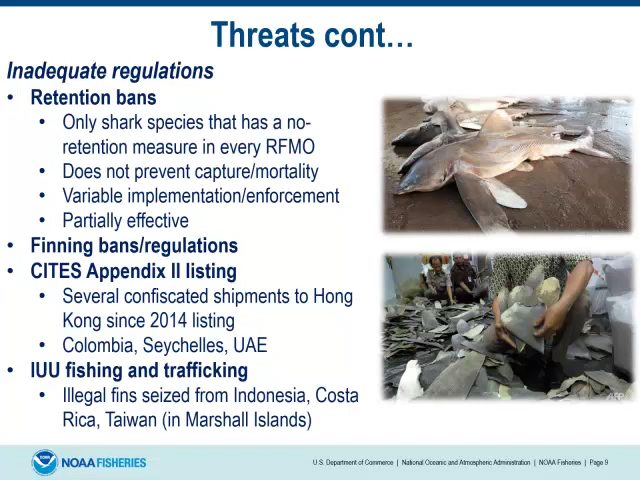 Threats cont…
Inadequate regulations
• Retention bans
• Only shark species that has a no-
retention measure in every RFMO
• Does not prevent capture/mortality
• Variable implementation/enforcement
• Partially effective
• Finning bans/regulations
• CITES Appendix II listing
• Several confiscated shipments to Hong
Kong since 2014 listing
• Colombia, Seychelles, UAE
• IUU fishing and trafficking
• Illegal fins seized from Indonesia, Costa
Rica, Taiwan (in Marshall Islands)
AFP
NOAA FISHERIES
U.S. Department of Commerce | National Oceanic and Atmospheric Administration | NOAA Fisheries | Page 9